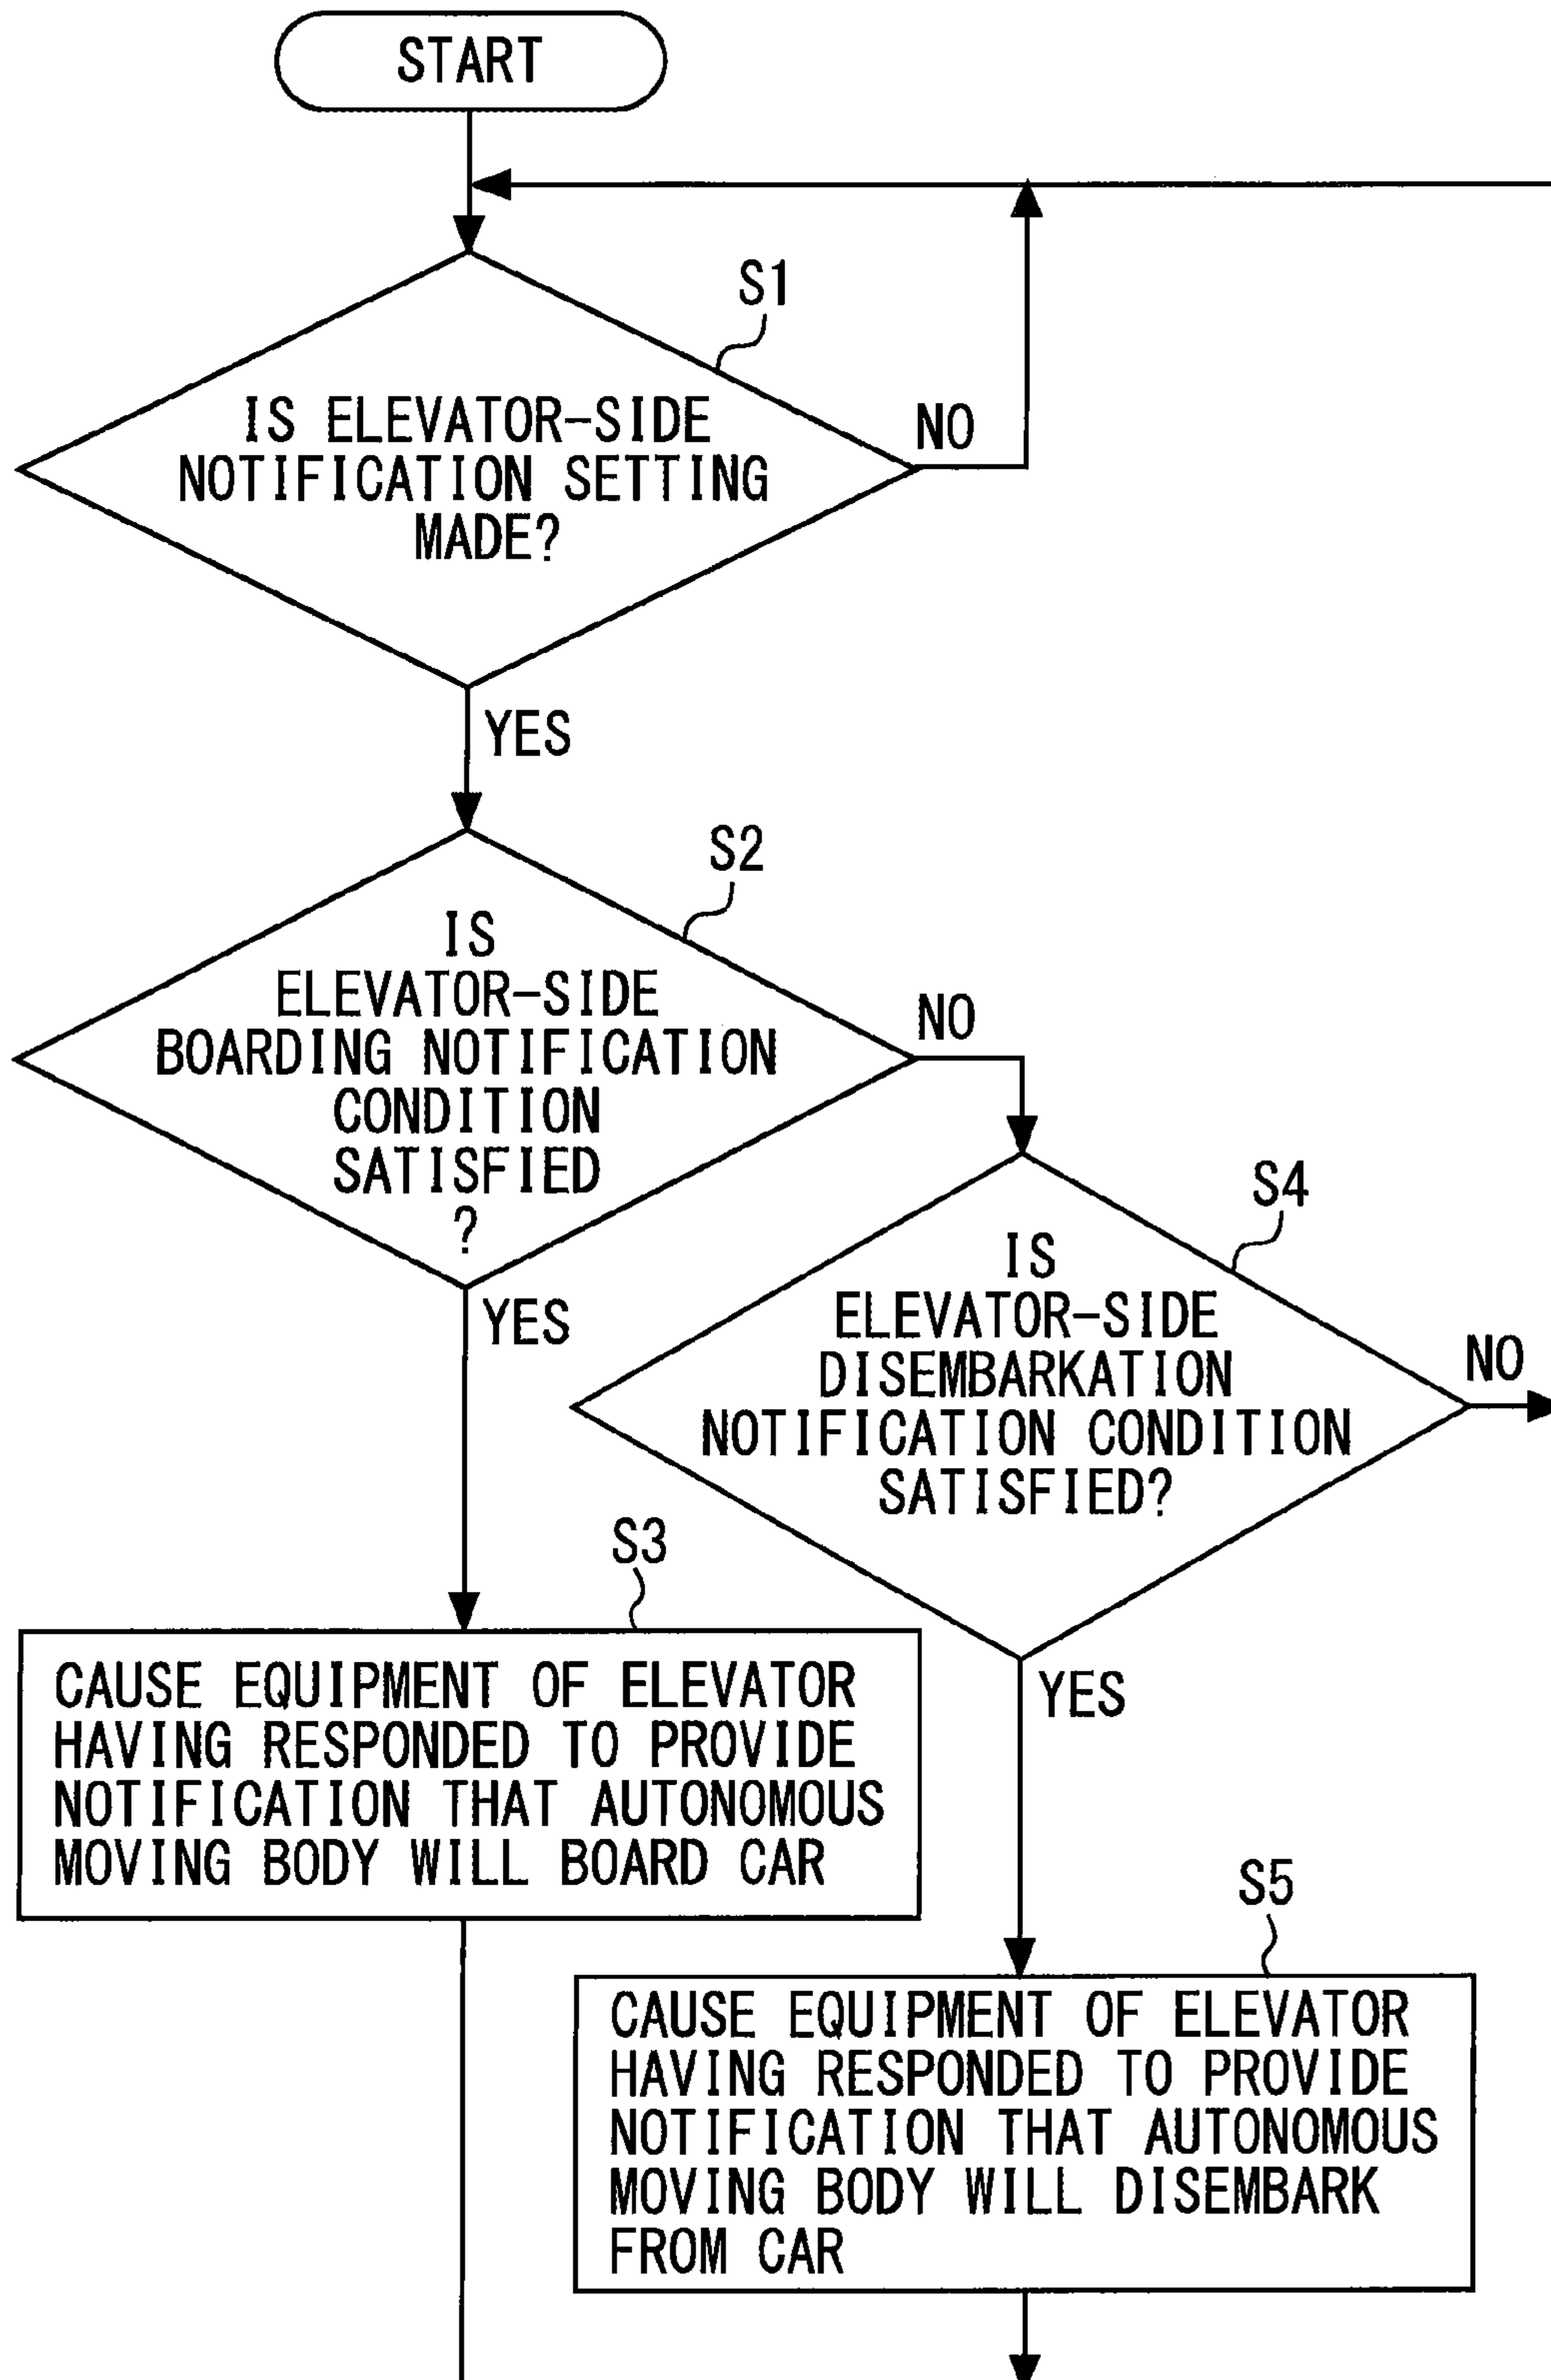 START
S1
IS ELEVATOR-SIDE
NOTIFICATION SETTING
MADE?
NO
YES
S2
IS
ELEVATOR-SIDE
BOARDING NOTIFICATION
CONDITION
SATISFIED
?
NO
YES
S4
IS
ELEVATOR-SIDE
DISEMBARKATION
NOTIFICATION CONDITION
SATISFIED?
NO
YES
S3
CAUSE EQUIPMENT OF ELEVATOR
HAVING RESPONDED TO PROVIDE
NOTIFICATION THAT AUTONOMOUS
MOVING BODY WILL BOARD CAR
S5
CAUSE EQUIPMENT OF ELEVATOR
HAVING RESPONDED TO PROVIDE
NOTIFICATION THAT AUTONOMOUS
MOVING BODY WILL DISEMBARK
FROM CAR